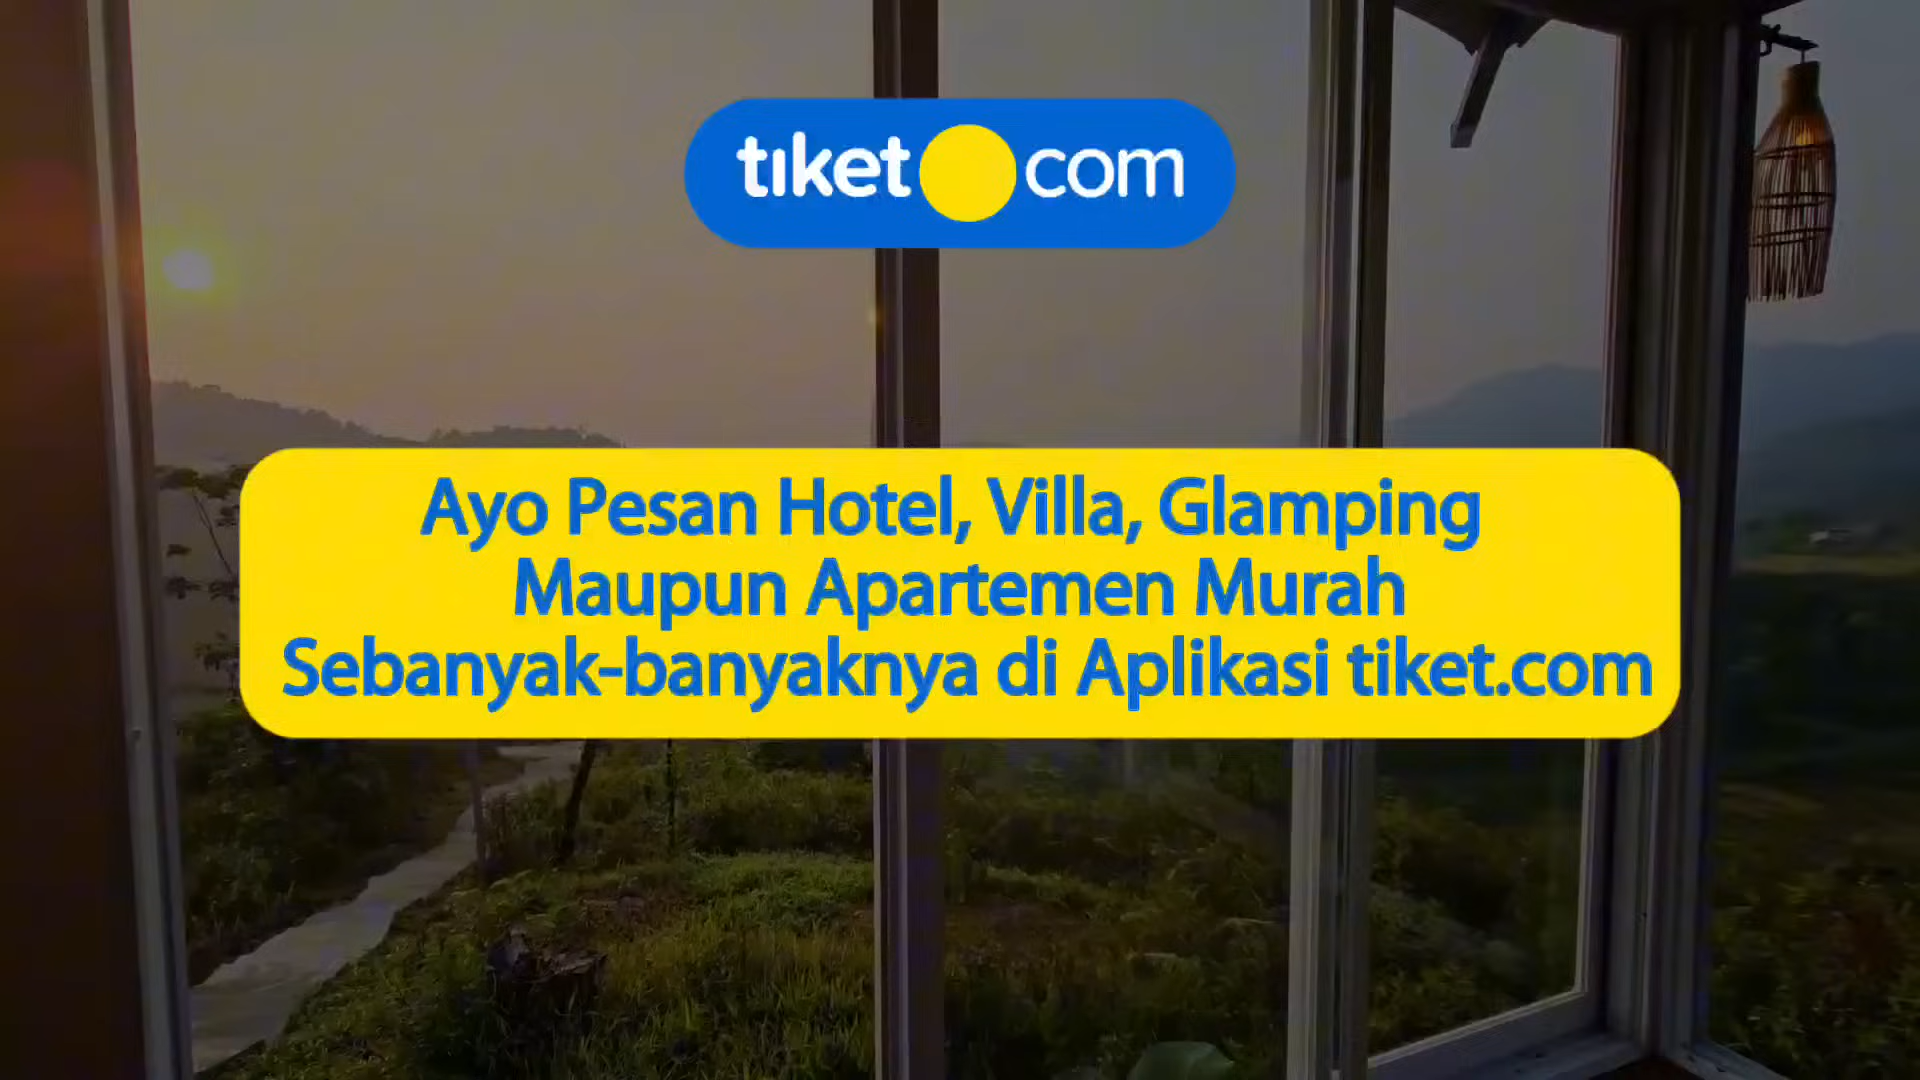 tiket.com
Ayo Pesan Hotel, Villa, Glamping
Maupun Apartemen Murah
Sebanyak-banyaknya di Aplikasi tiket.com